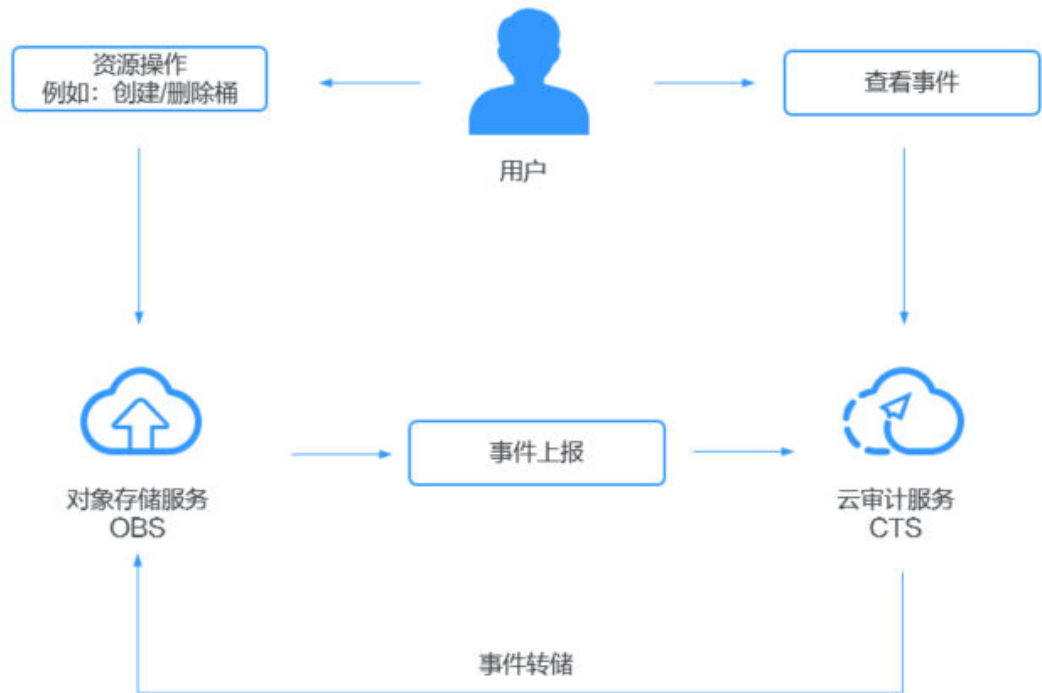 资源操作
例如：创建/删除桶
查看事件
用户
事件上报
对象存储服务
OBS
云审计服务
CTS
事件转储